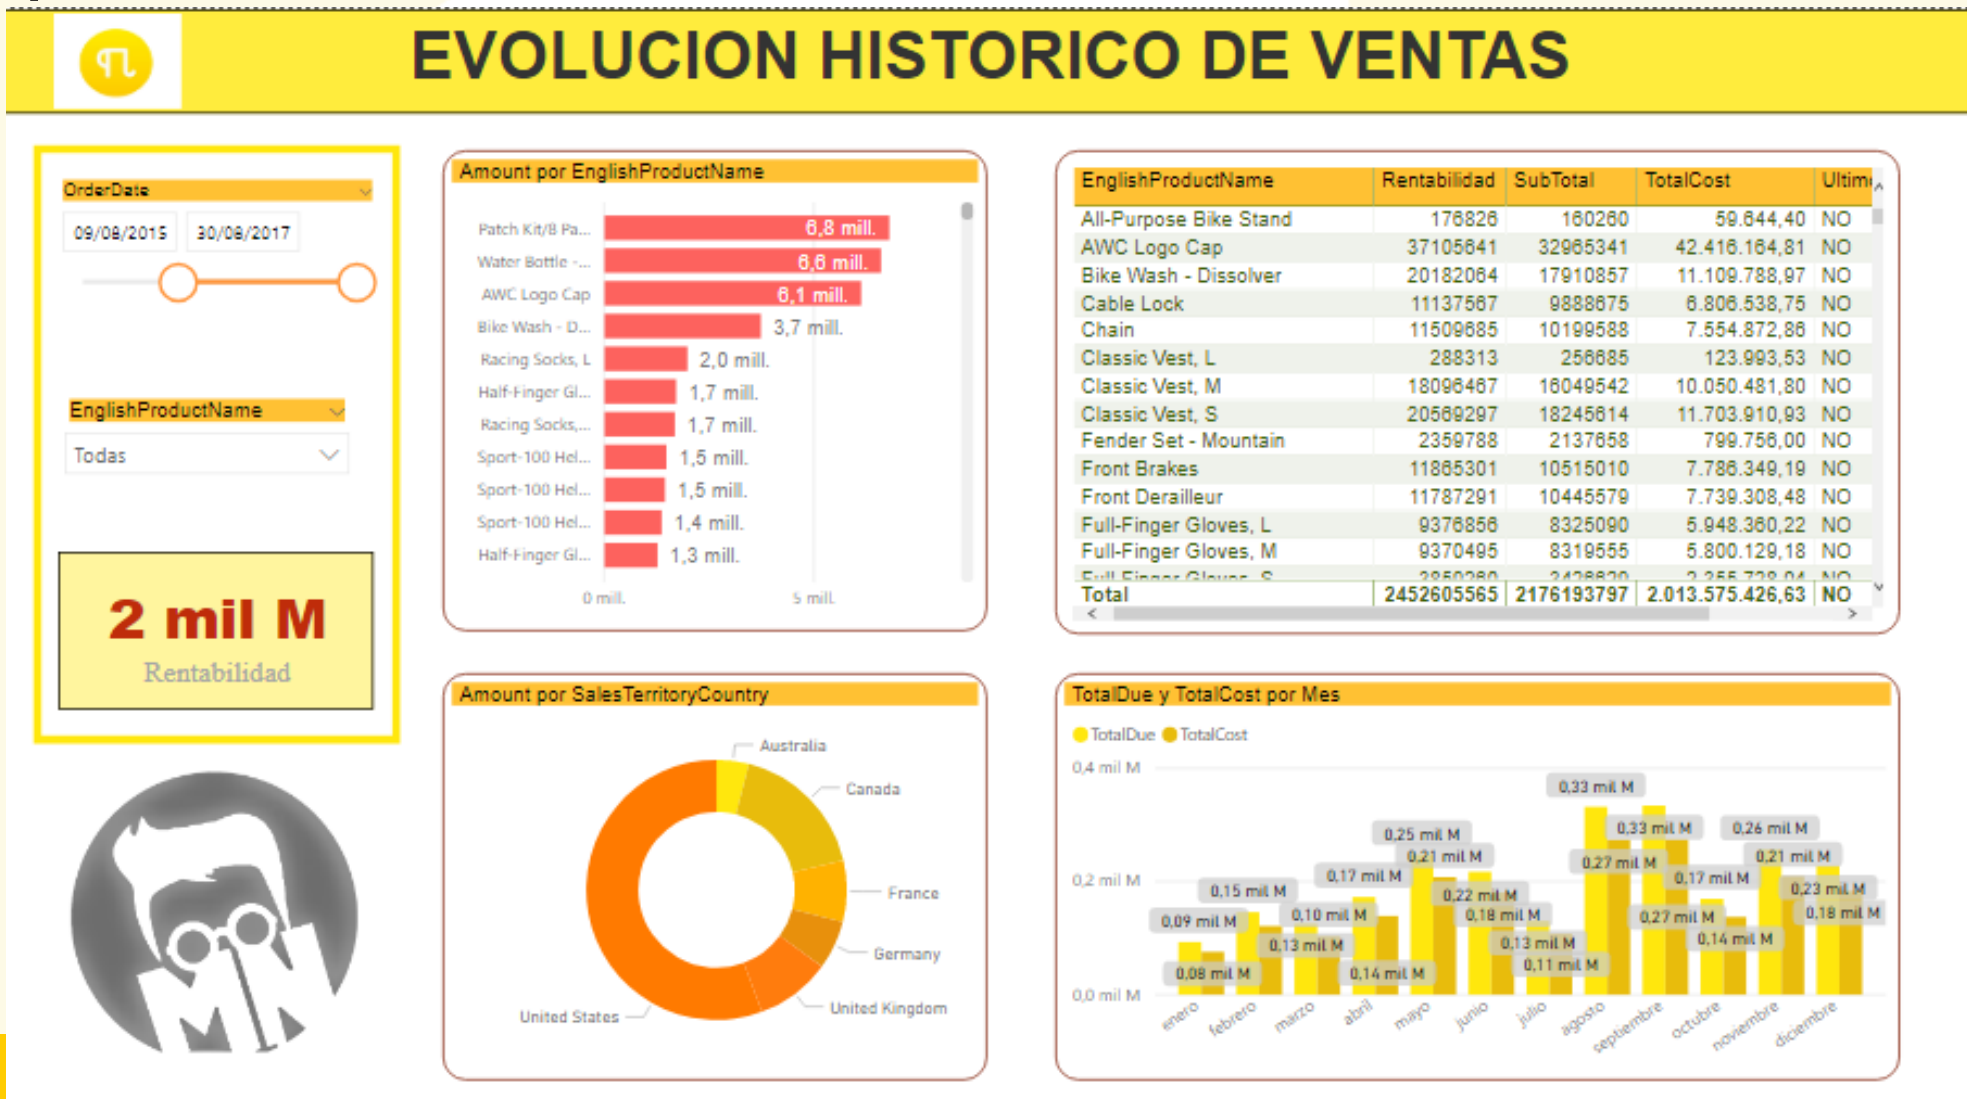 EVOLUCION HISTORICO DE VENTAS
OrderDate
09/08/2015 30/08/2017
EnglishProductName
Todas
2 mil M
Rentabilidad
Amount por EnglishProductName
Patch Kit/8 Pa... 6,8 mill.
Water Bottle -... 6,6 mill.
AWC Logo Cap 6,1 mill.
Bike Wash - D... 3,7 mill.
Racing Socks, L 2,0 mill.
Half-Finger Gl... 1,7 mill.
Racing Socks,... 1,7 mill.
Sport-100 Hel... 1,5 mill.
Sport-100 Hel... 1,5 mill.
Sport-100 Hel... 1,4 mill.
Half-Finger Gl... 1,3 mill.
0 mill. 5 mill.
EnglishProductName Rentabilidad SubTotal TotalCost Ultimo
All-Purpose Bike Stand 176826 160260 59.644,40 NO
AWC Logo Cap 37105641 32965341 42.416.164,81 NO
Bike Wash - Dissolver 20182064 17910857 11.109.788,97 NO
Cable Lock 11137567 9888675 6.806.538,75 NO
Chain 11509685 10199588 7.554.872,86 NO
Classic Vest, L 288313 256685 123.993,53 NO
Classic Vest, M 18096467 16049542 10.050.481,80 NO
Classic Vest, S 20569297 18245614 11.703.910,93 NO
Fender Set - Mountain 2359788 2137658 799.756,00 NO
Front Brakes 11865301 10515010 7.786.349,19 NO
Front Derailleur 11787291 10445579 7.739.308,48 NO
Full-Finger Gloves, L 9376856 8325090 5.948.360,22 NO
Full-Finger Gloves, M 9370495 8319555 5.800.129,18 NO
Full-Finger Gloves, S
Total 2452605565 2176193797 2.013.575.426,63 NO
Amount por SalesTerritoryCountry
Australia
Canada
France
Germany
United Kingdom
United States
TotalDue y TotalCost por Mes
TotalDue TotalCost
0,4 mil M
0,33 mil M
0,25 mil M 0,33 mil M 0,26 mil M
0,21 mil M 0,27 mil M 0,21 mil M
0,2 mil M 0,15 mil M 0,17 mil M 0,22 mil M 0,17 mil M 0,23 mil M
0,09 mil M 0,10 mil M 0,18 mil M 0,27 mil M 0,18 mil M
0,13 mil M 0,13 mil M 0,14 mil M
0,08 mil M 0,14 mil M 0,11 mil M
0,0 mil M
enero febrero marzo abril mayo junio julio agosto septiembre octubre noviembre diciembre